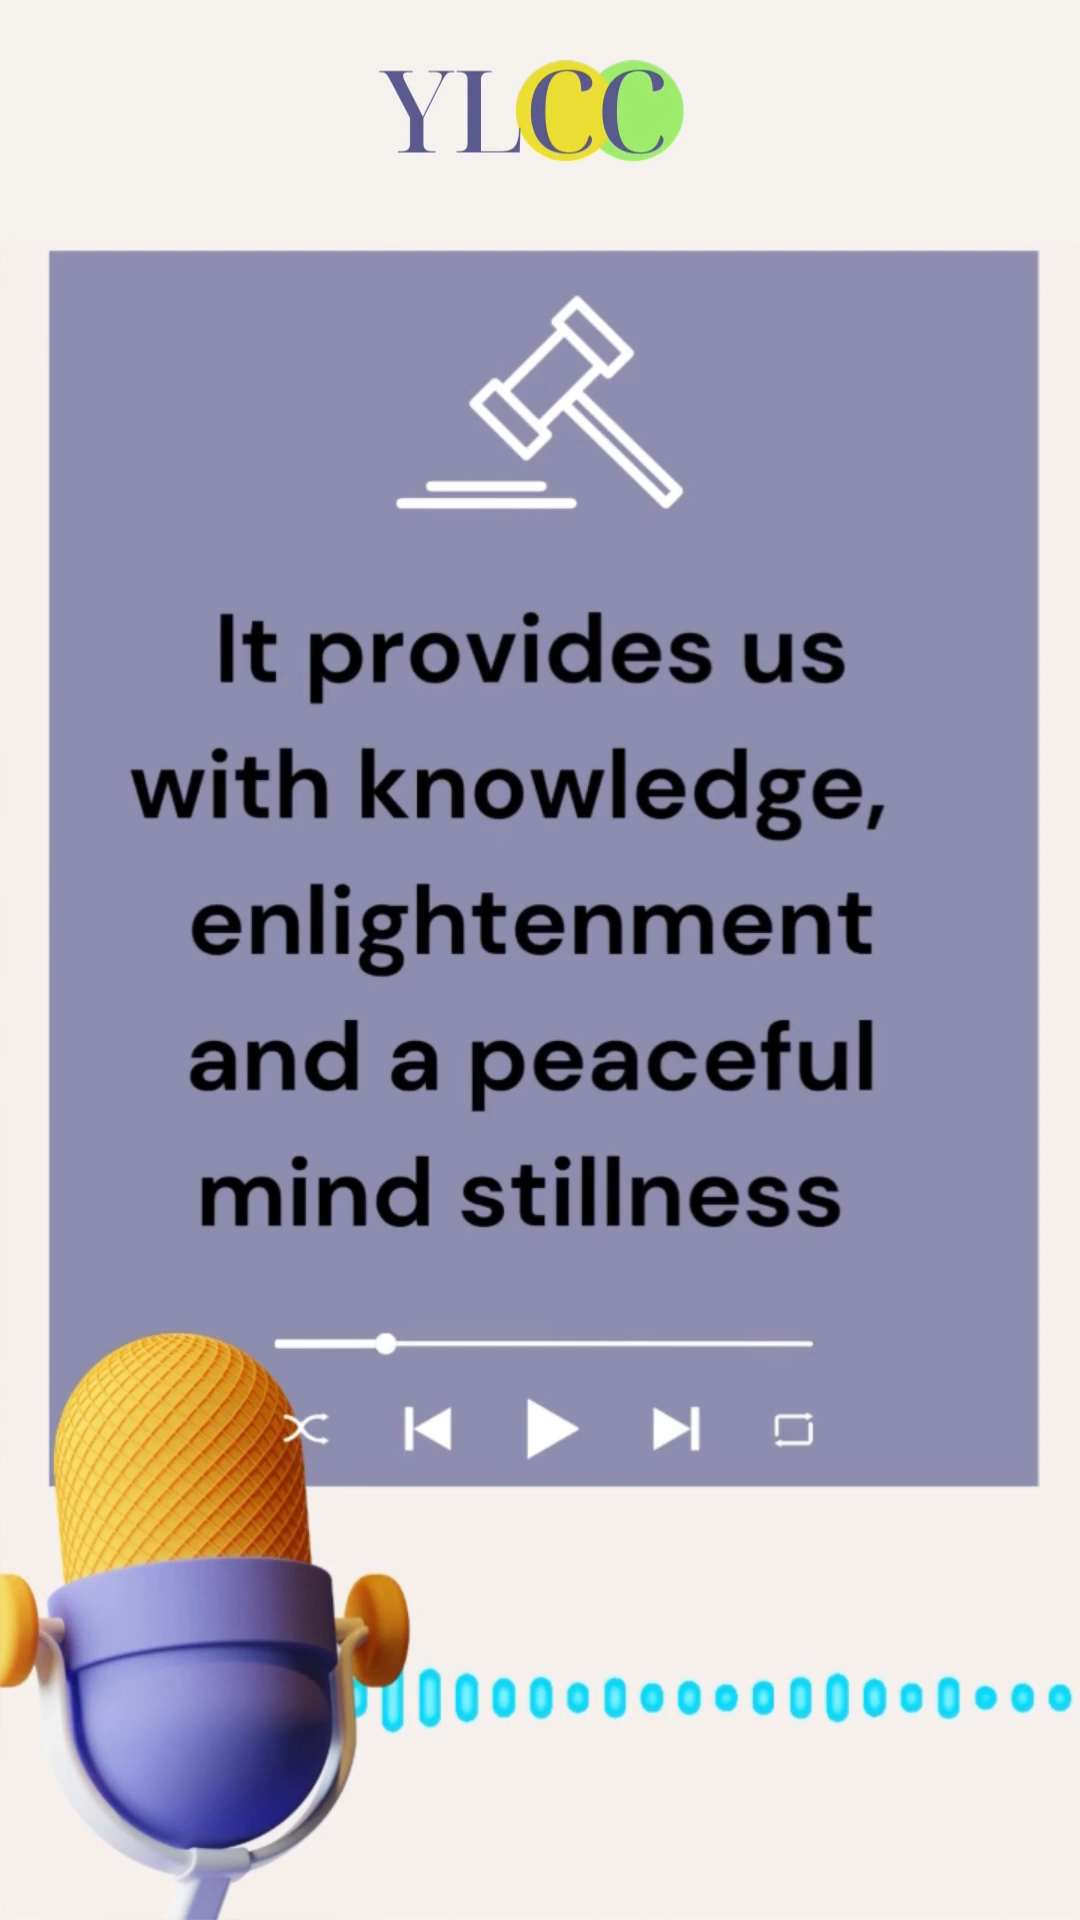 YLCC
It provides us
with knowledge,
enlightenment
and a peaceful
mind stillness